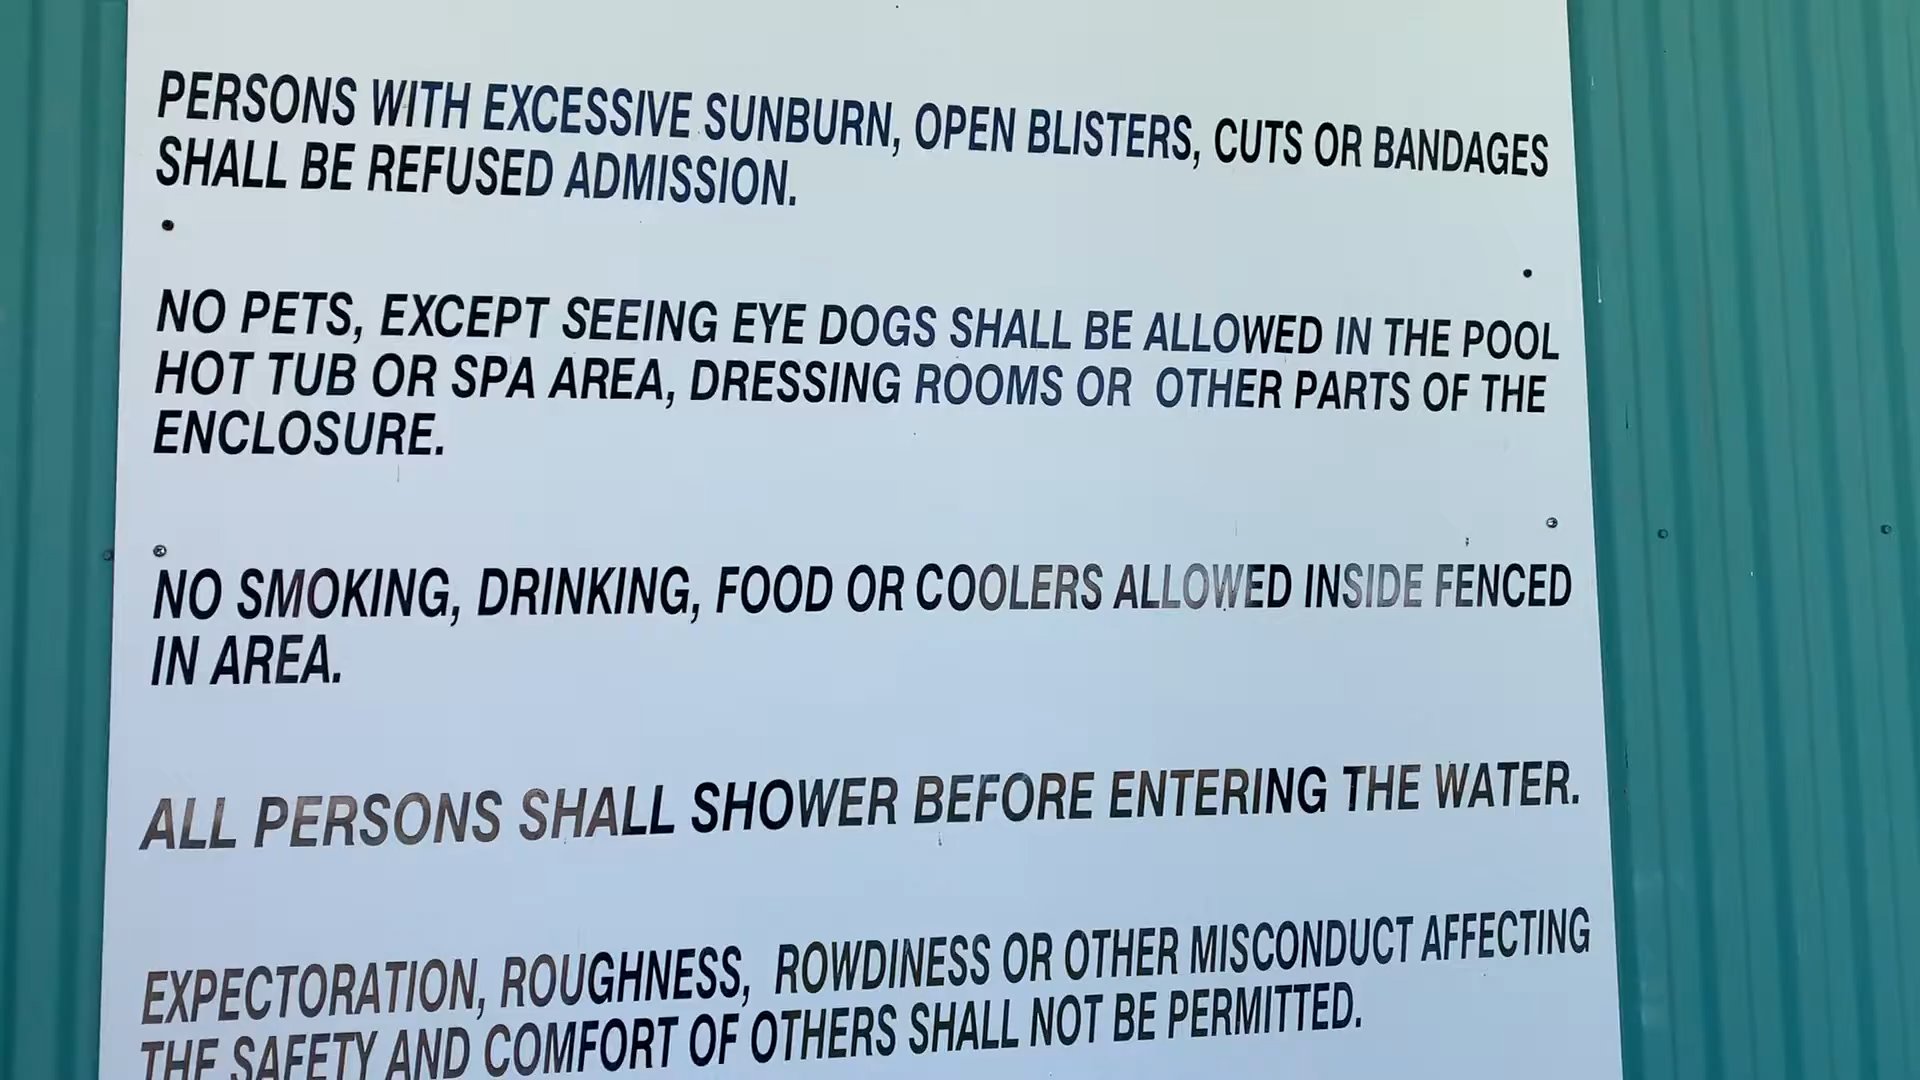 PERSONS WITH EXCESSIVE SUNBURN, OPEN BLISTERS, CUTS OR BANDAGES
SHALL BE REFUSED ADMISSION.
NO PETS, EXCEPT SEEING EYE DOGS SHALL BE ALLOWED IN THE POOL
HOT TUB OR SPA AREA, DRESSING ROOMS OR OTHER PARTS OF THE
ENCLOSURE.
NO SMOKING, DRINKING, FOOD OR COOLERS ALLOWED INSIDE FENCED
IN AREA.
ALL PERSONS SHALL SHOWER BEFORE ENTERING THE WATER.
EXPECTORATION, ROUGHNESS, ROWDINESS OR OTHER MISCONDUCT AFFECTING
THE SAFETY AND COMFORT OF OTHERS SHALL NOT BE PERMITTED.